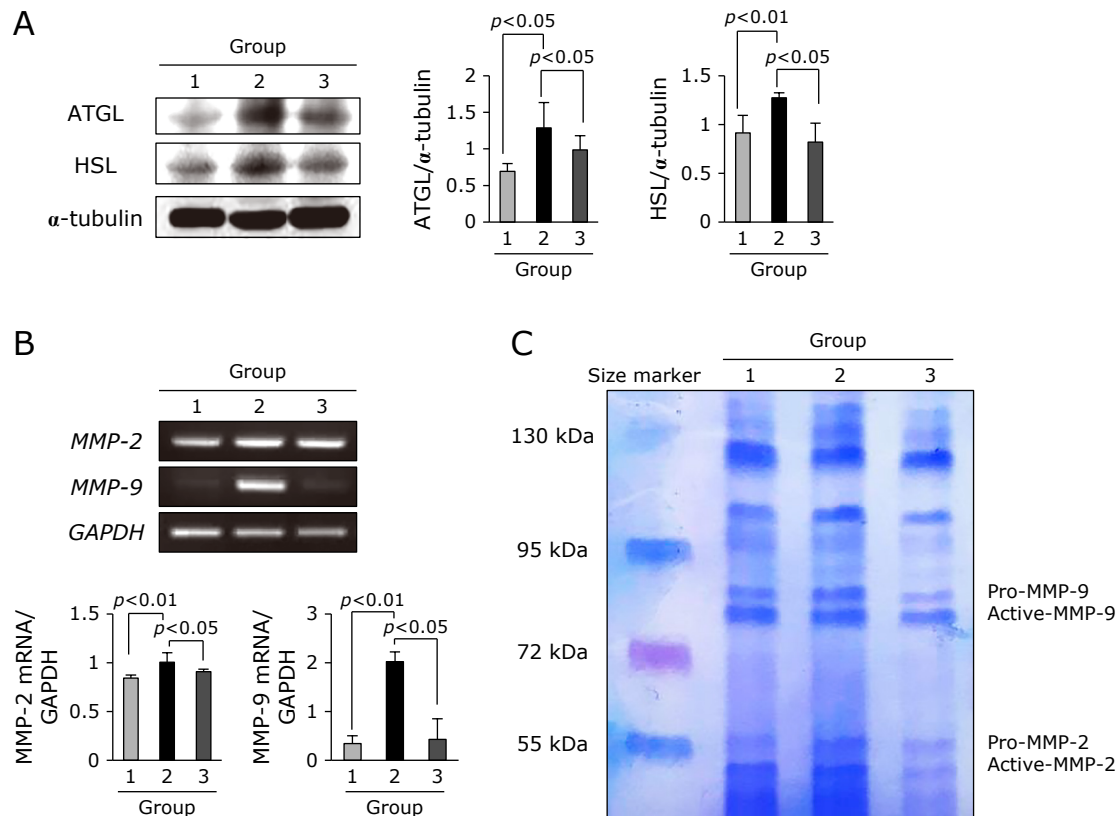 A
Group
1 2 3
ATGL
HSL
α-tubulin
p<0.05
p<0.05
2
1.5
1
0.5
0
ATGL/α-tubulin
1 2 3
Group
p<0.01
p<0.05
1.5
1
0.5
0
HSL/α-tubulin
1 2 3
Group
B
Group
1 2 3
MMP-2
MMP-9
GAPDH
p<0.01
p<0.05
1.5
1
0.5
0
MMP-2 mRNA/
GAPDH
1 2 3
Group
p<0.01
p<0.05
3
2
1
0
MMP-9 mRNA/
GAPDH
1 2 3
Group
C
Group
Size marker 1 2 3
130 kDa
95 kDa
72 kDa
55 kDa
Pro-MMP-9
Active-MMP-9
Pro-MMP-2
Active-MMP-2